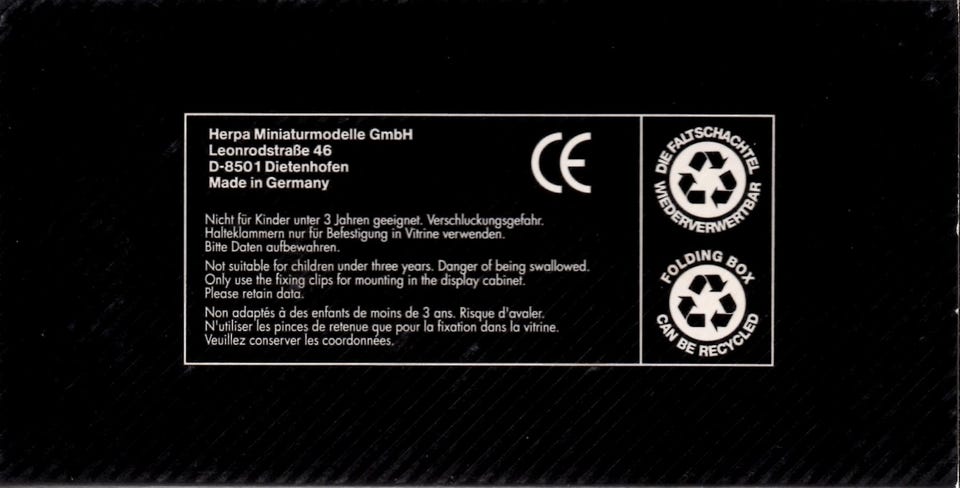 Herpa Miniaturmodelle GmbH
Leonrodstraße 46
D-8501 Dietenhofen
Made in Germany
CE
Nicht für Kinder unter 3 Jahren geeignet. Verschluckungsgefahr.
Halteklammern nur für Befestigung in Vitrine verwenden.
Bitte Daten aufbewahren.
Not suitable for children under three years. Danger of being swallowed.
Only use the fixing clips for mounting in the display cabinet.
Please retain data.
Non adaptés à des enfants de moins de 3 ans. Risque d'avaler.
N'utiliser les pinces de retenue que pour la fixation dans la vitrine.
Veuillez conserver les coordonnées.
DIE FALTSCHACHTEL
WIEDERVERWERTBAR
FOLDING BOX
CAN BE RECYCLED